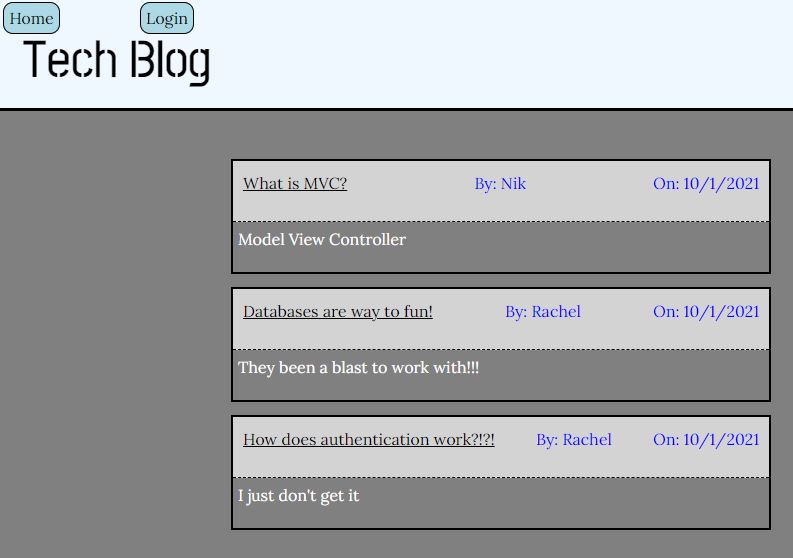 Home Login
Tech Blog
What is MVC? By: Nik On: 10/1/2021
Model View Controller
Databases are way to fun! By: Rachel On: 10/1/2021
They been a blast to work with!!!
How does authentication work?!?! By: Rachel On: 10/1/2021
I just don't get it